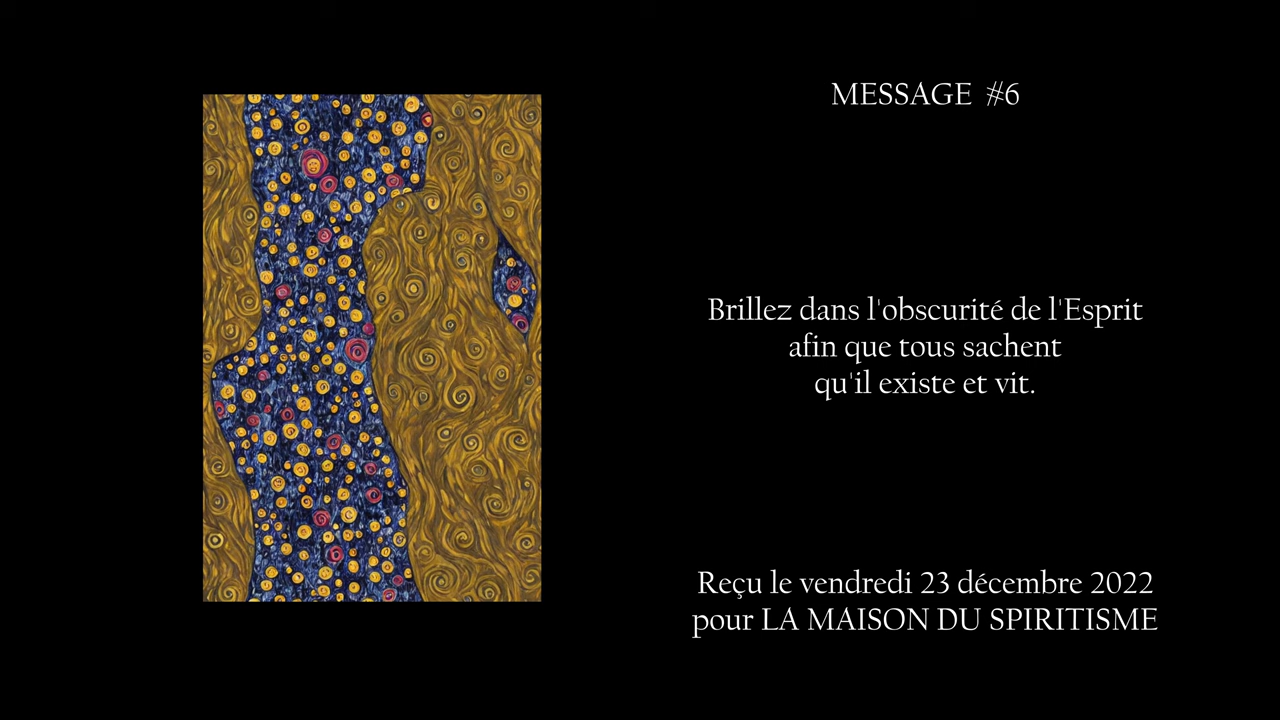 MESSAGE #6
Brillez dans l'obscurité de l'Esprit
afin que tous sachent
qu'il existe et vit.
Reçu le vendredi 23 décembre 2022
pour LA MAISON DU SPIRITISME